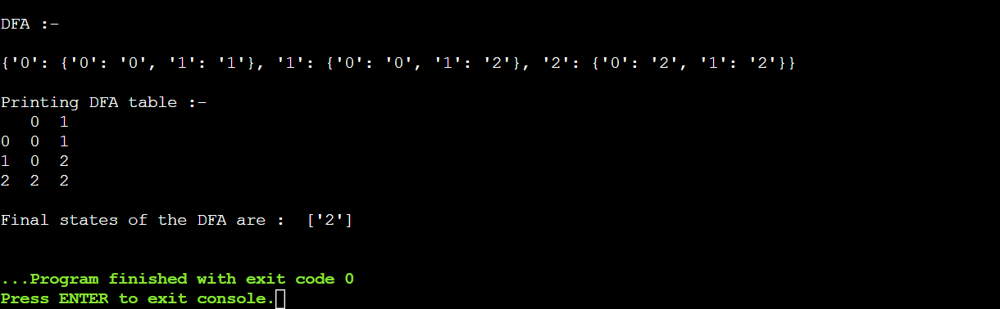 DFA :-
{'0': {'0': '0', '1': '1'}, '1': {'0': '0', '1': '2'}, '2': {'0': '2', '1': '2'}}
Printing DFA table :-
   0  1
0  0  1
1  0  2
2  2  2
Final states of the DFA are :  ['2']
...Program finished with exit code 0
Press ENTER to exit console.